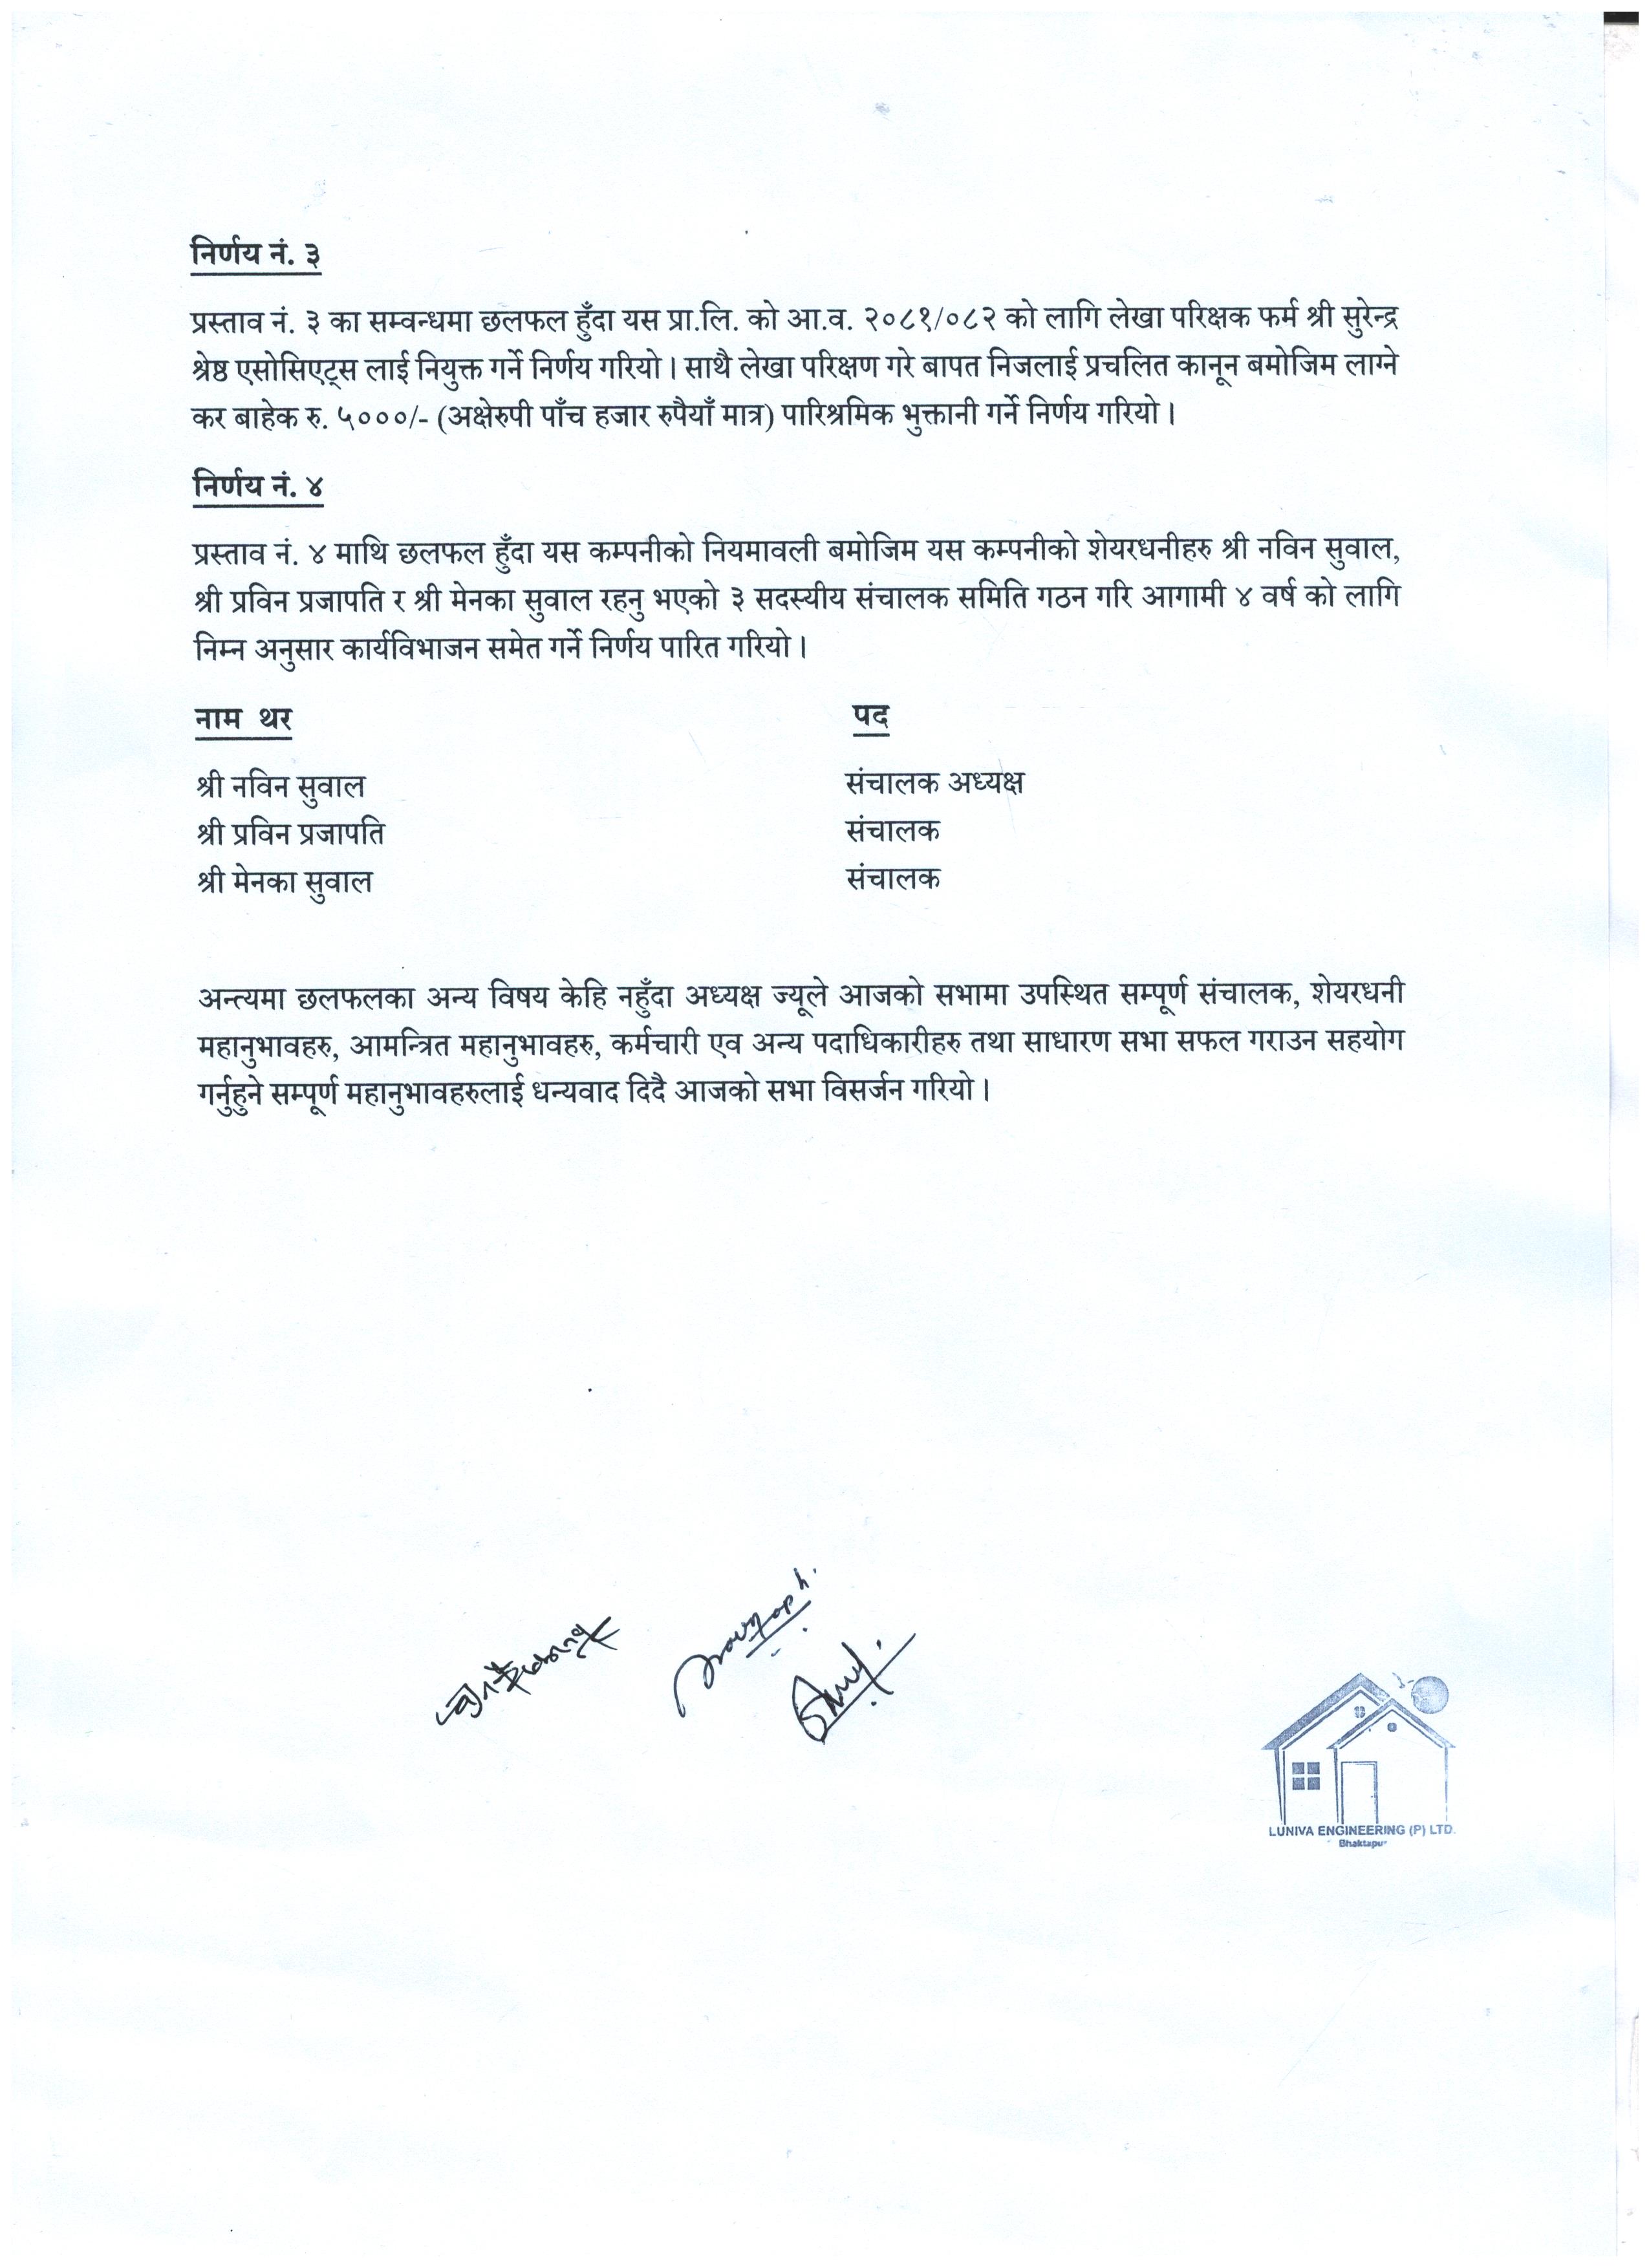 निर्णय नं. ३
प्रस्ताव नं. ३ का सम्वन्धमा छलफल हुँदा यस प्रा.लि. को आ.व. २०८१/०८२ को लागि लेखा परिक्षक फर्म श्री सुरेन्द्र
श्रेष्ठ एसोसिएट्स लाई नियुक्त गर्ने निर्णय गरियो । साथै लेखा परिक्षण गरे बापत निजलाई प्रचलित कानून बमोजिम लाग्ने
कर बाहेक रु. ५०००/- (अक्षेरुपी पाँच हजार रुपैयाँ मात्र) पारिश्रमिक भुक्तानी गर्ने निर्णय गरियो ।
निर्णय नं. ४
प्रस्ताव नं. ४ माथि छलफल हुँदा यस कम्पनीको नियमावली बमोजिम यस कम्पनीको शेयरधनीहरु श्री नविन सुवाल,
श्री प्रविन प्रजापति र श्री मेनका सुवाल रहनु भएको ३ सदस्यीय संचालक समिति गठन गरि आगामी ४ वर्ष को लागि
निम्न अनुसार कार्यविभाजन समेत गर्ने निर्णय पारित गरियो ।
नाम थर पद
श्री नविन सुवाल संचालक अध्यक्ष
श्री प्रविन प्रजापति संचालक
श्री मेनका सुवाल संचालक
अन्त्यमा छलफलका अन्य विषय केहि नहुँदा अध्यक्ष ज्यूले आजको सभामा उपस्थित सम्पूर्ण संचालक, शेयरधनी
महानुभावहरु, आमन्त्रित महानुभावहरु, कर्मचारी एव अन्य पदाधिकारीहरु तथा साधारण सभा सफल गराउन सहयोग
गर्नुहुने सम्पूर्ण महानुभावहरुलाई धन्यवाद दिदै आजको सभा विसर्जन गरियो ।
LUNIVA ENGINEERING (P) LTD.
Bhaktapur